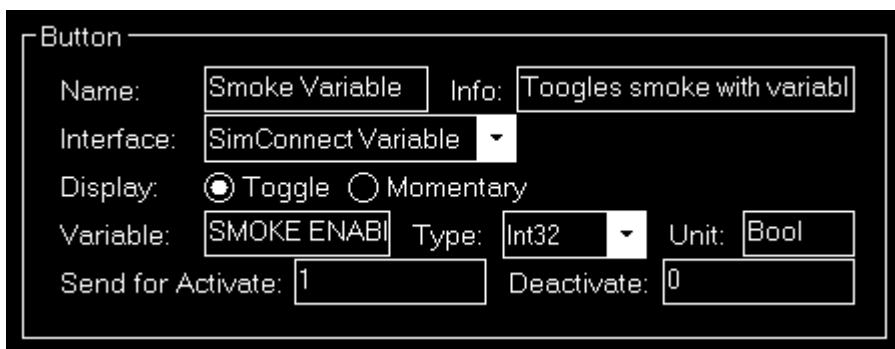 Button
Name: Smoke Variable Info: Toogles smoke with variabl
Interface: SimConnect Variable
Display: Toggle Momentary
Variable: SMOKE ENABI Type: Int32 Unit: Bool
Send for Activate: 1 Deactivate: 0